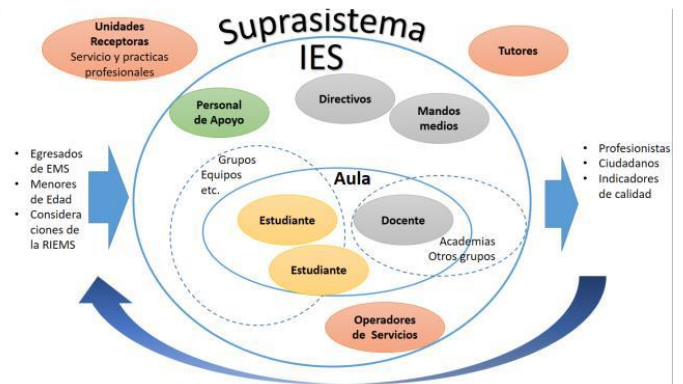 Unidades
Receptoras
Servicio y practicas
profesionales
Suprasistema
IES
Tutores
Personal
de Apoyo
Directivos
Mandos
medios
• Egresados
de EMS
• Menores
de Edad
• Considera
ciones de
la RIEMS
Grupos
Equipos
etc.
Aula
Estudiante
Docente
Estudiante
Academias
Otros grupos
Operadores
de Servicios
• Profesionistas
• Ciudadanos
• Indicadores
de calidad